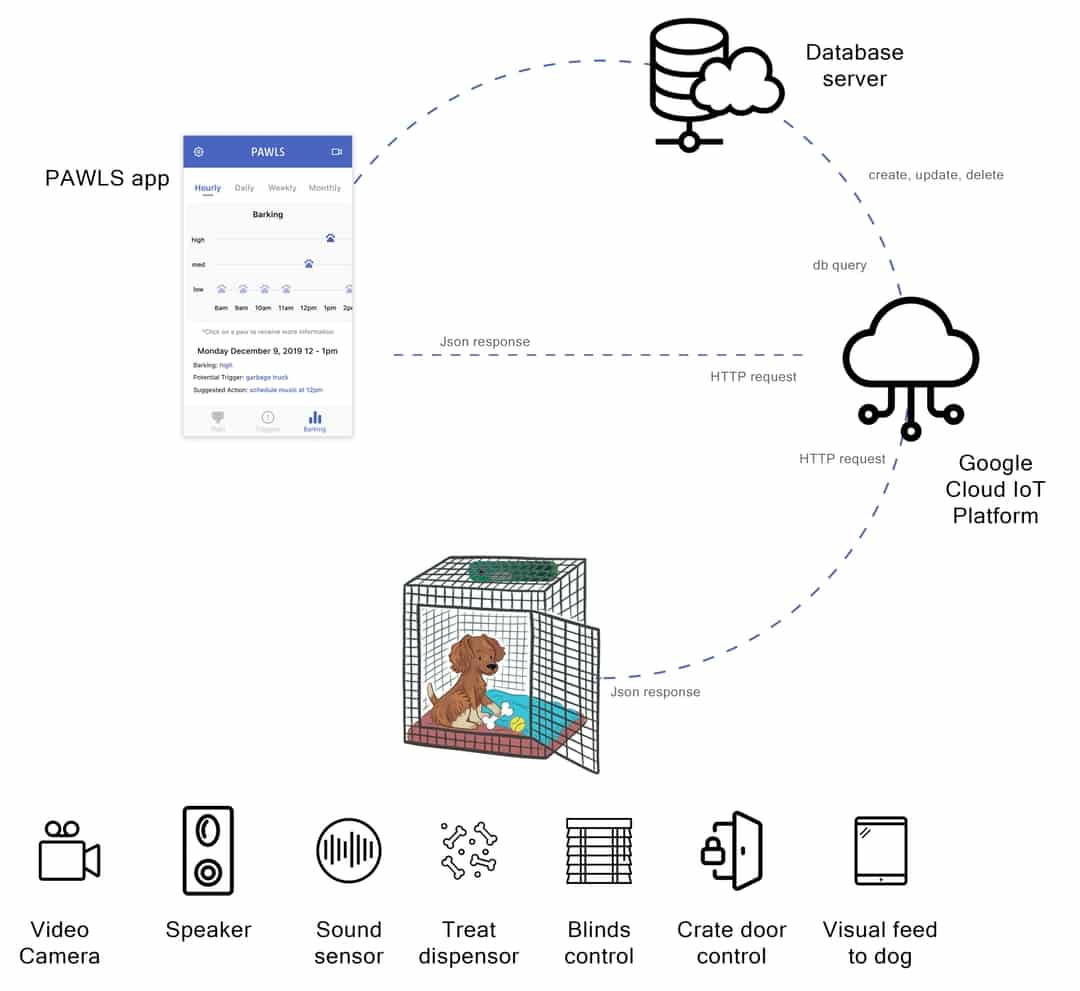 Database
server
PAWLS app
PAWLS
Hourly Daily Weekly Monthly
Barking
high
med
low
8am 9am 10am 11am 12pm 1pm 2p
*Click on a paw to receive more information
Monday December 9, 2019 12 - 1pm
Barking: high
Potential Trigger: garbage truck
Suggested Action: schedule music at 12pm
Triggers
Barking
create, update, delete
db query
Json response
HTTP request
HTTP request
Google
Cloud IoT
Platform
Json response
Video
Camera
Speaker
Sound
sensor
Treat
dispensor
Blinds
control
Crate door
control
Visual feed
to dog